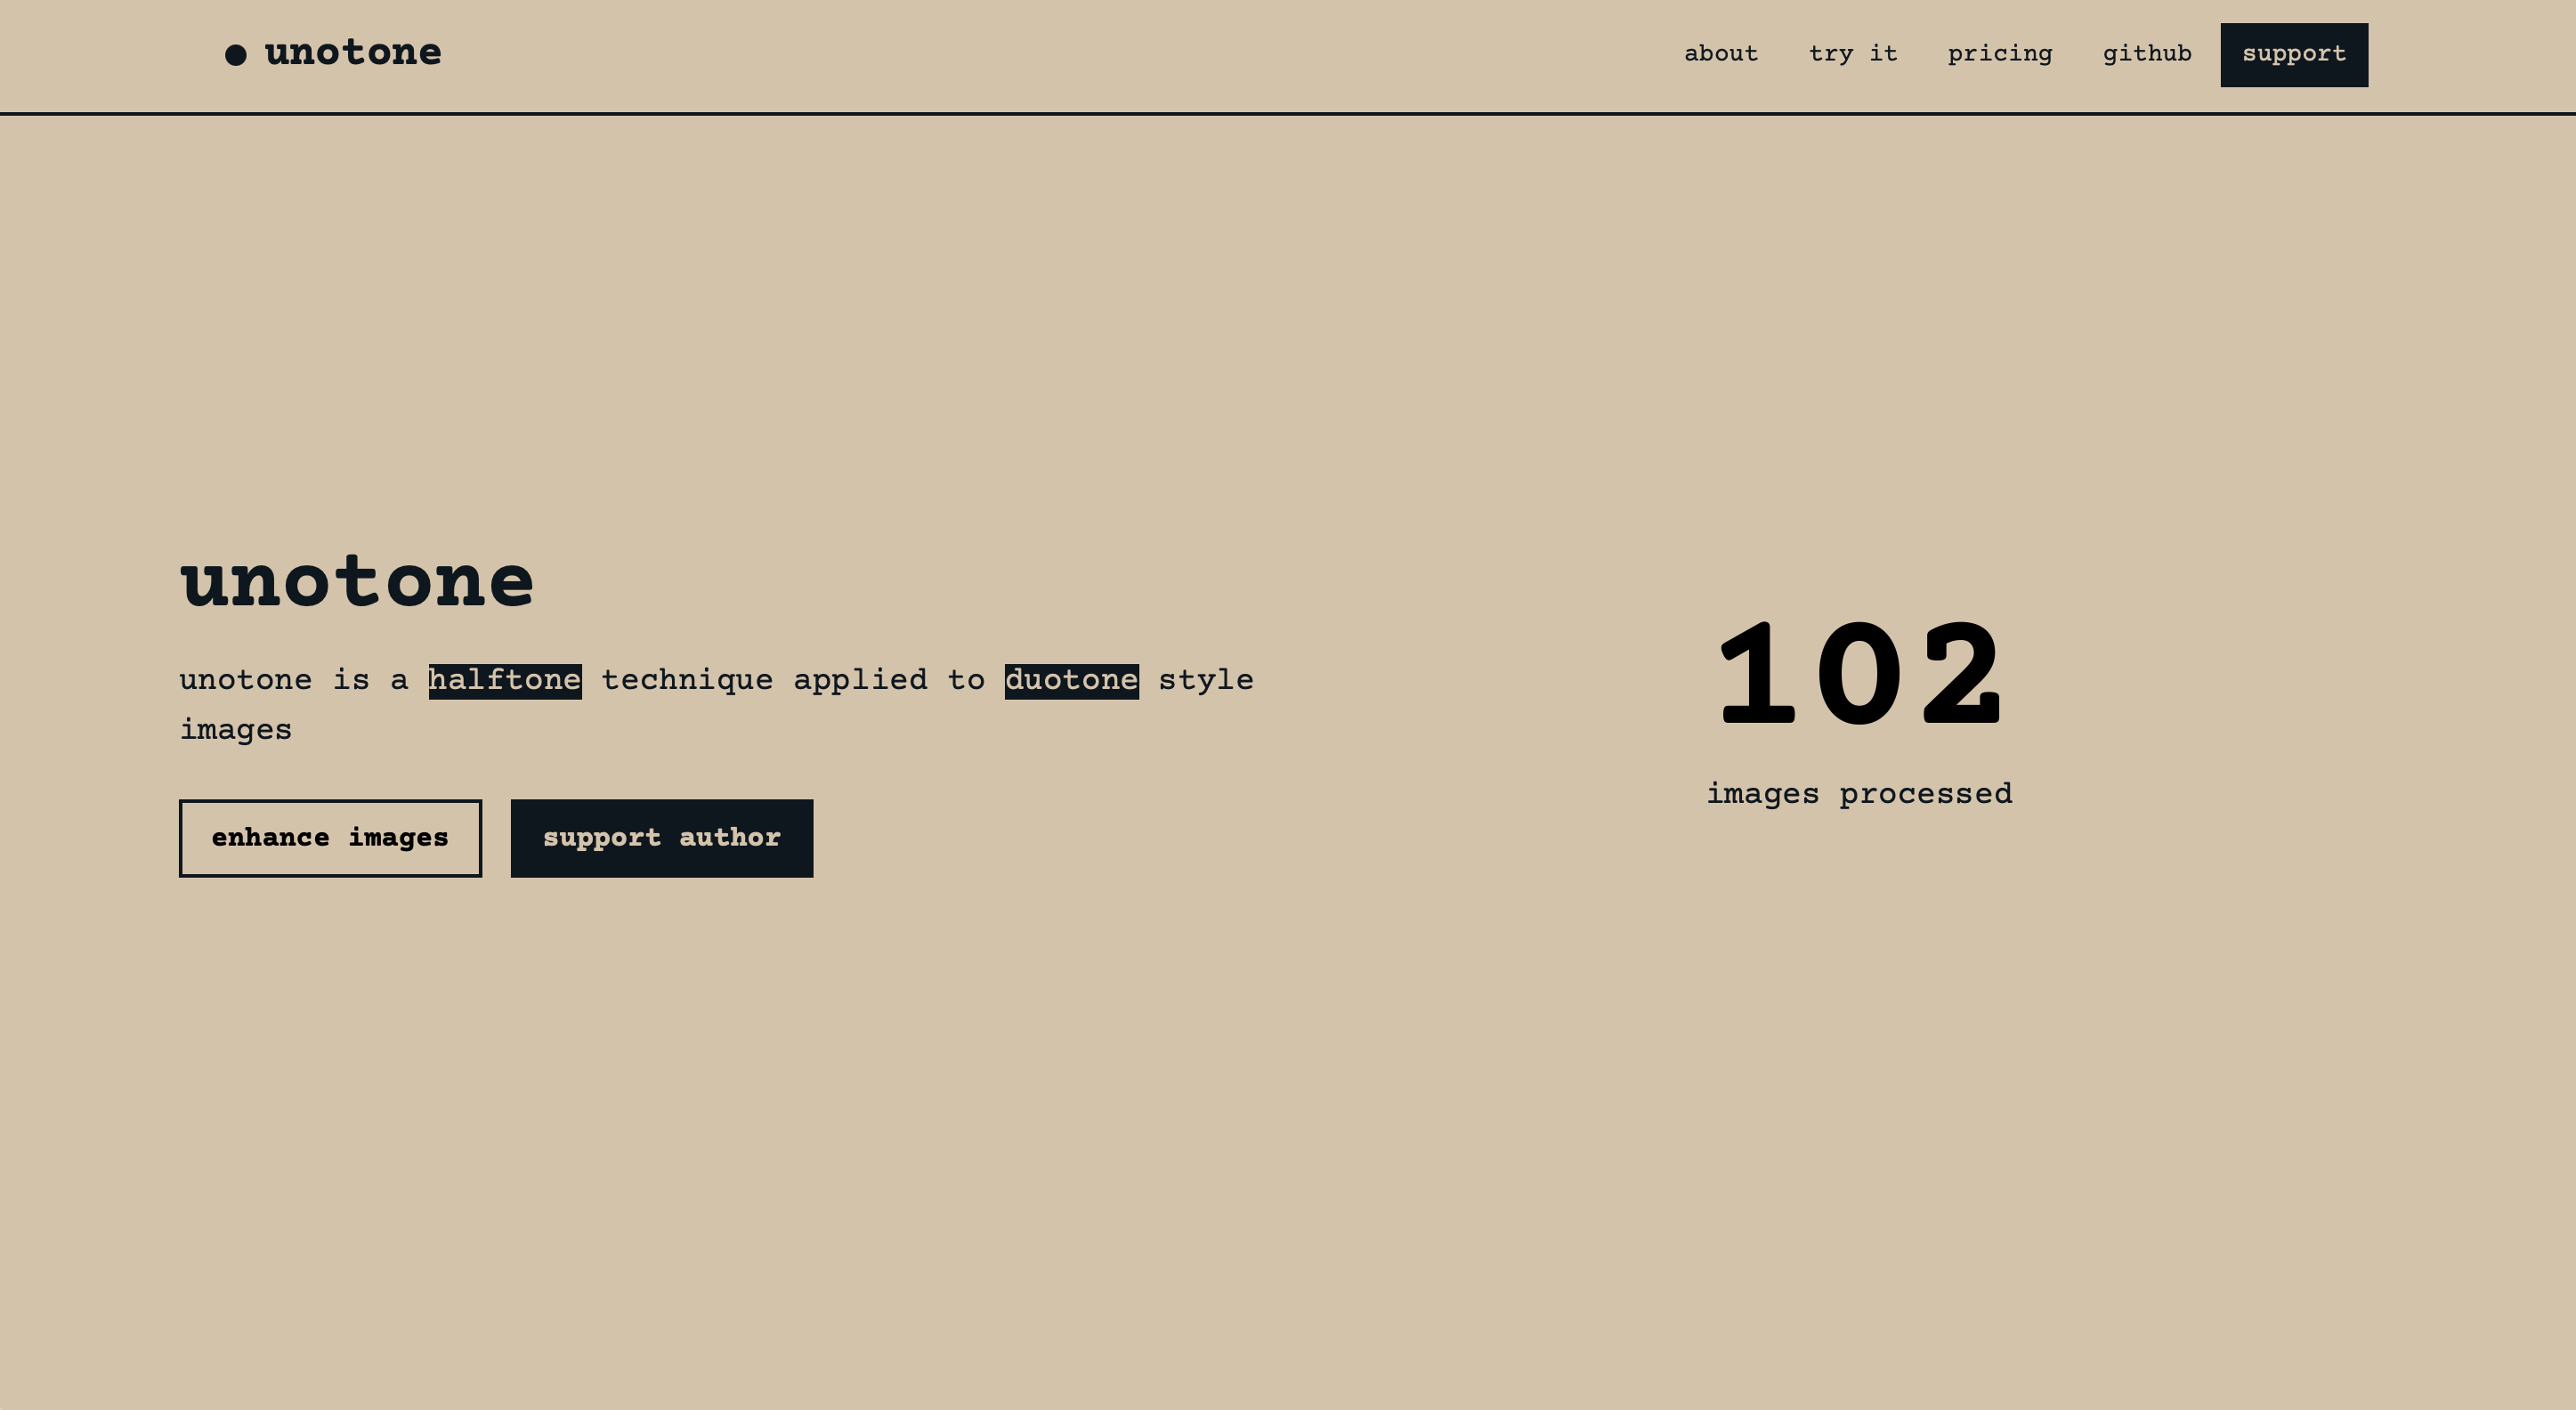 unotone
about try it pricing github support
unotone
unotone is a halftone technique applied to duotone style
images
enhance images support author
102
images processed